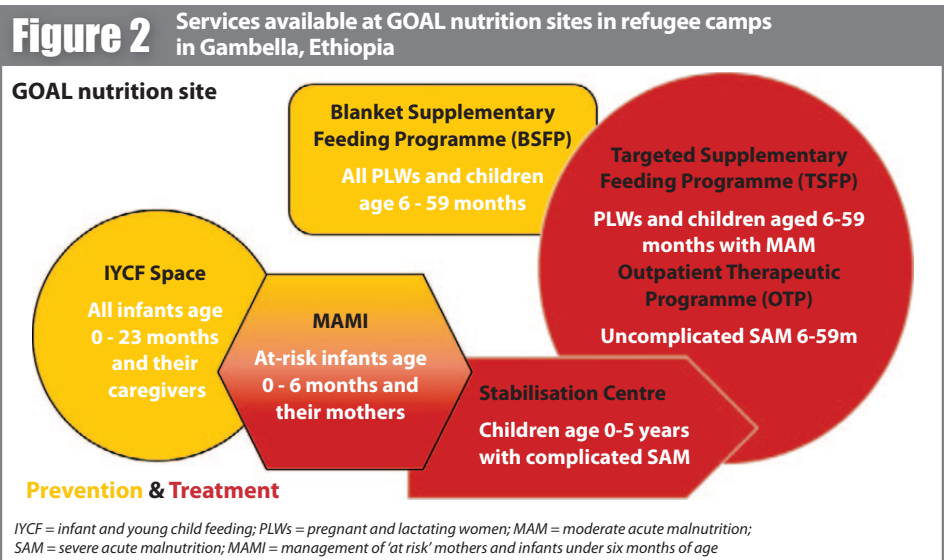 Figure 2
Services available at GOAL nutrition sites in refugee camps
in Gambella, Ethiopia
GOAL nutrition site
Blanket Supplementary
Feeding Programme (BSFP)
All PLWs and children
age 6 - 59 months
Targeted Supplementary
Feeding Programme (TSFP)
PLWs and children aged 6-59
months with MAM
Outpatient Therapeutic
Programme (OTP)
Uncomplicated SAM 6-59m
IYCF Space
All infants age
0 - 23 months
and their
caregivers
MAMI
At-risk infants age
0 - 6 months and
their mothers
Stabilisation Centre
Children age 0-5 years
with complicated SAM
Prevention & Treatment
IYCF = infant and young child feeding; PLWs = pregnant and lactating women; MAM = moderate acute malnutrition;
SAM = severe acute malnutrition; MAMI = management of ‘at risk’ mothers and infants under six months of age